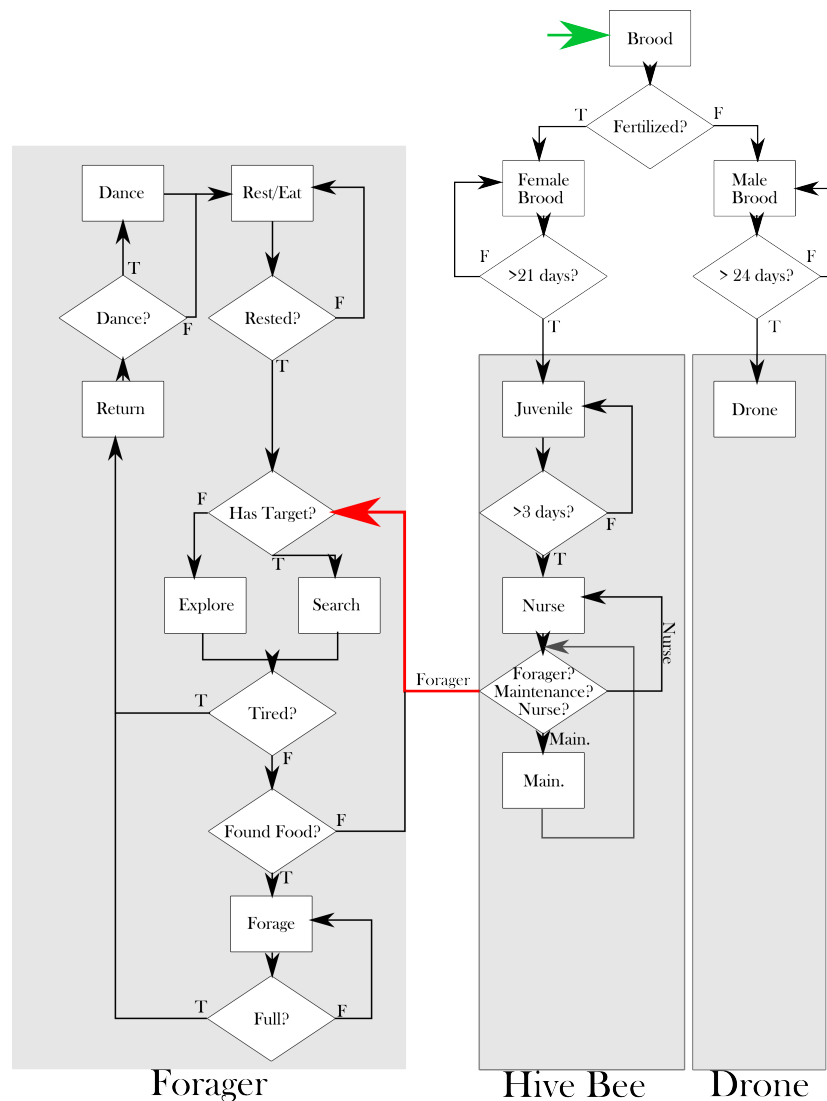 Brood
T
F
Fertilized?
Dance
Rest/Eat
Female
Brood
Male
Brood
T
F
F
F
Dance?
Rested?
>21 days?
> 24 days?
F
T
T
T
Return
Juvenile
Drone
F
Has Target?
>3 days?
F
T
T
Explore
Search
Nurse
Nurse
Forager
Forager?
Maintenance?
Nurse?
T
Tired?
Main.
F
Main.
Found Food?
F
T
Forage
T
F
Full?
Forager
Hive Bee
Drone